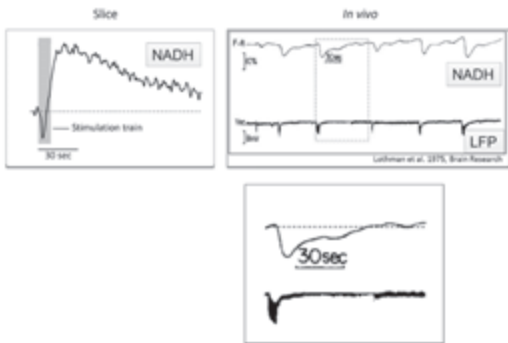 Slice
NADH
Stimulation train
30 sec
In vivo
F-R
NADH
LFP
Lothman et al. 1975, Brain Research
30sec